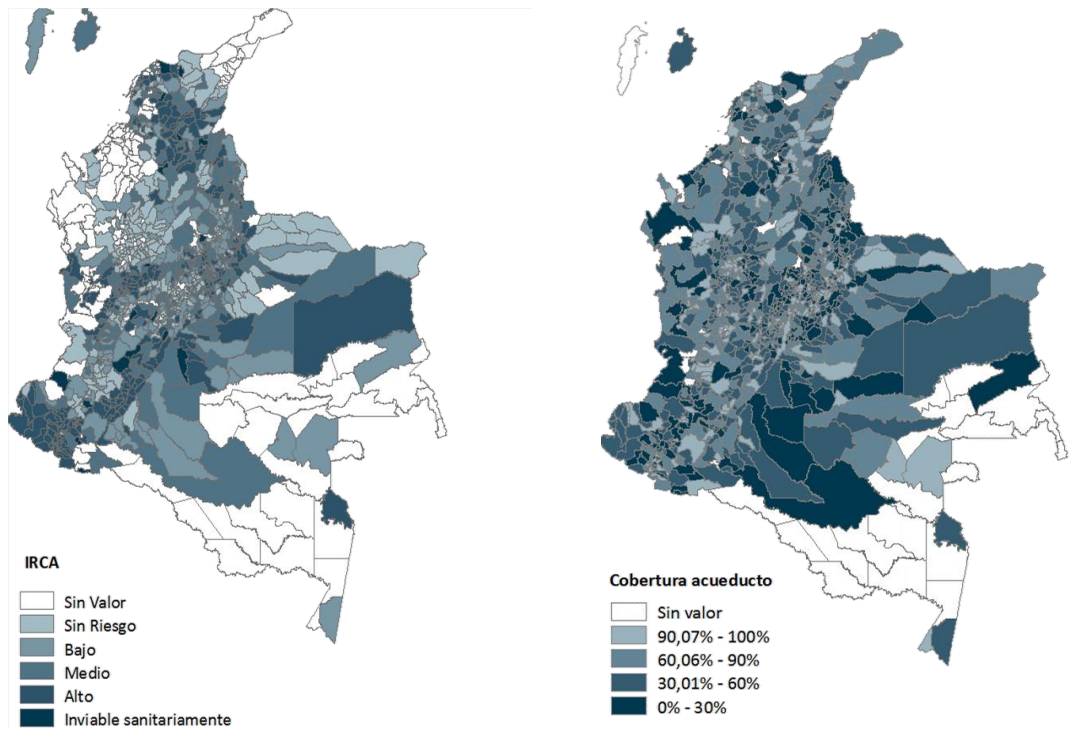 IRCA
Sin Valor
Sin Riesgo
Bajo
Medio
Alto
Inviable sanitariamente
Cobertura acueducto
Sin valor
90,07% - 100%
60,06% - 90%
30,01% - 60%
0% - 30%